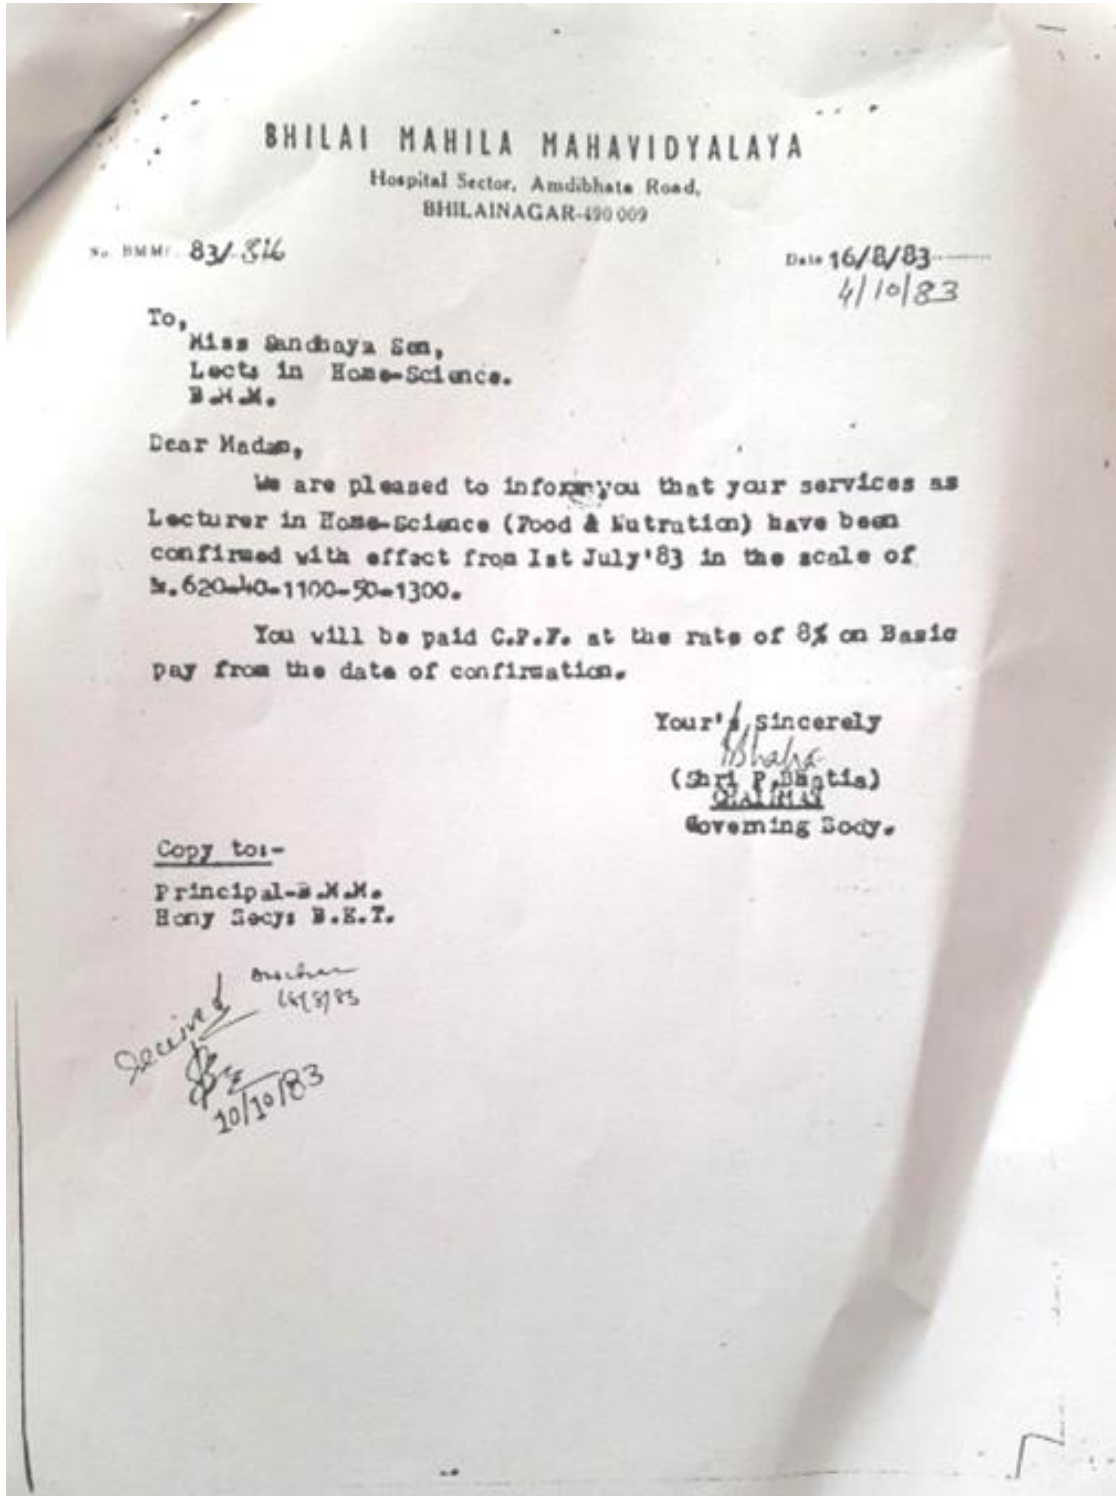 BHILAI MAHILA MAHAVIDYALAYA
Hospital Sector, Amdibhata Road,
BHILAINAGAR-490 009
No. BMM/ 83/-316
Date 16/8/83
4/10/83
To,
Miss Sandhaya Sen,
Lect: in Home-Science.
B.M.M.
Dear Madam,
We are pleased to inform you that your services as
Lecturer in Home-Science (Food & Nutration) have been
confirmed with effect from Ist July'83 in the scale of
Rs.620-40-1100-50-1300.
You will be paid C.P.F. at the rate of 8% on Basic
pay from the date of confirmation.
Your's Sincerely
(Shri P.Bhatia)
CHAIRMAN
Governing Body.
Copy to:-
Principal-B.M.M.
Hony Secy: B.E.T.
Received
10/10/83